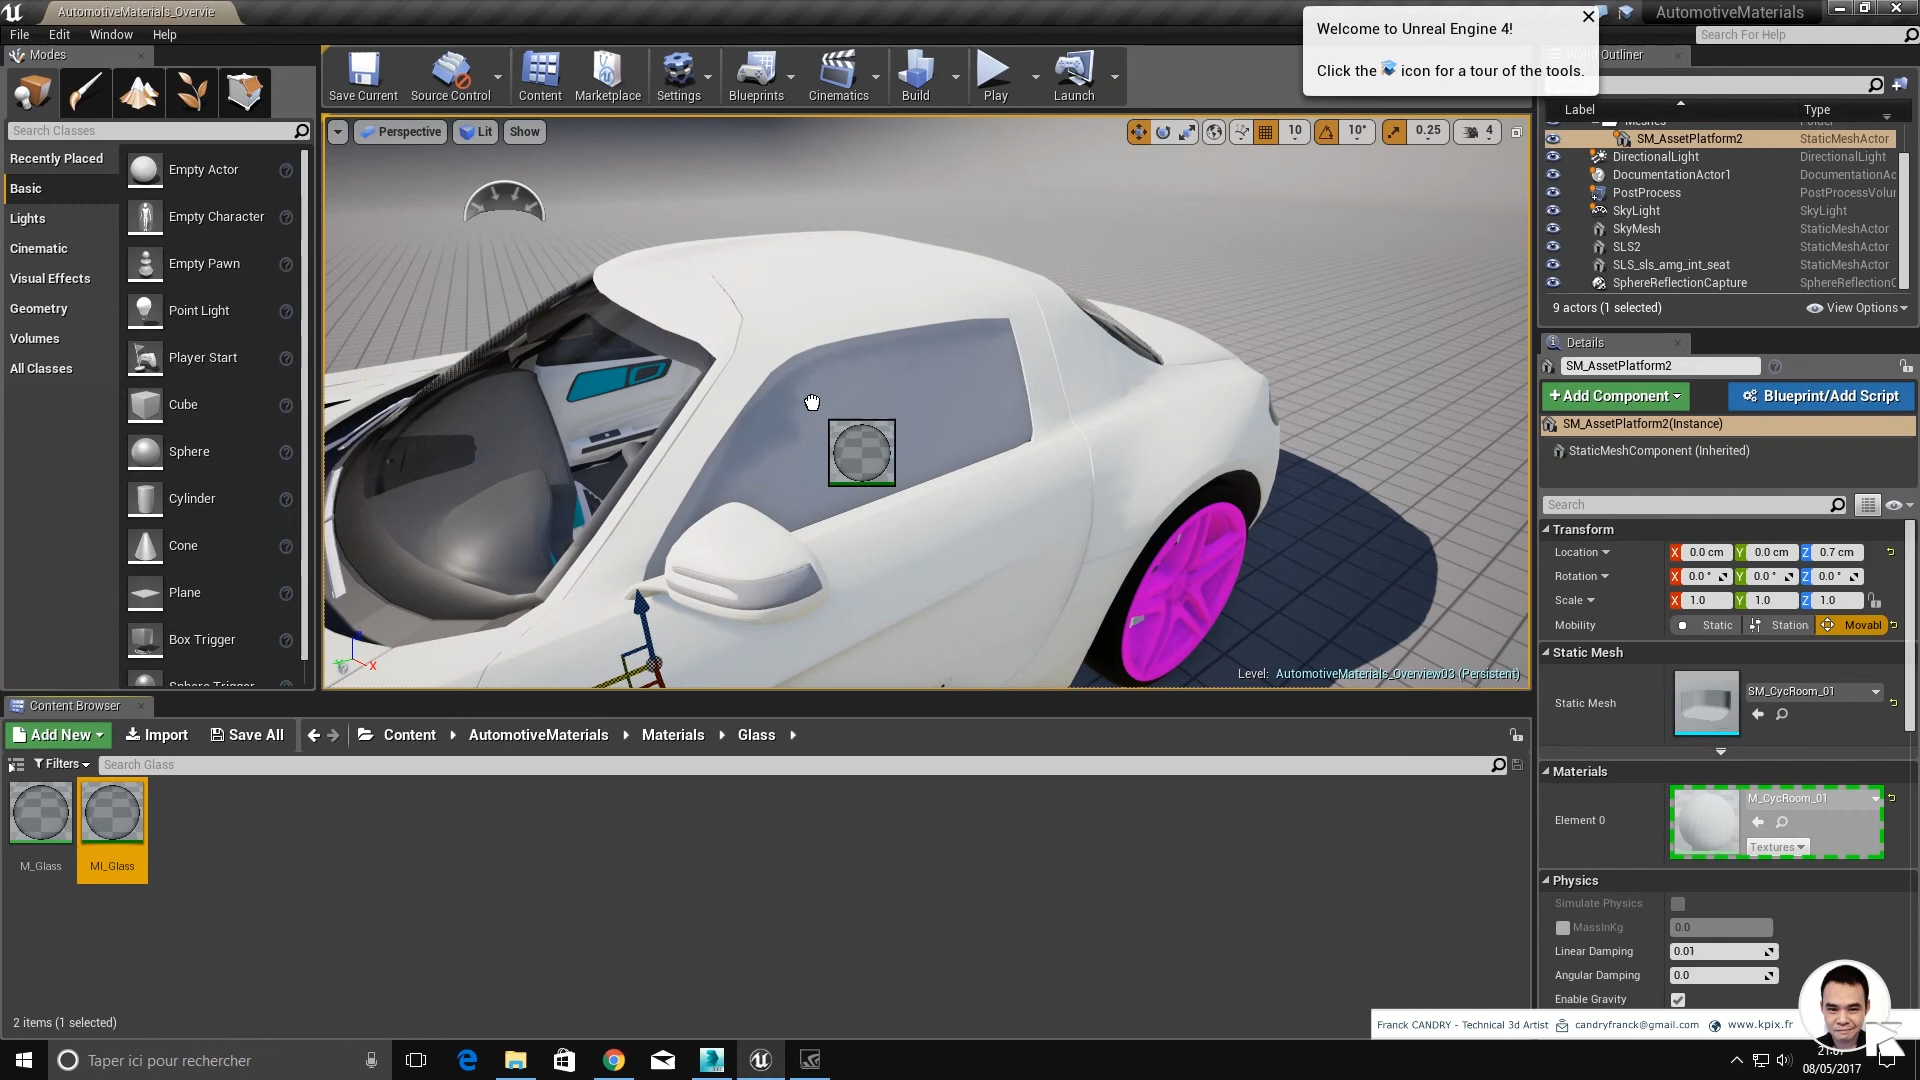 AutomotiveMaterials_Overvie
AutomotiveMaterials
File Edit Window Help
Search For Help
Welcome to Unreal Engine 4!
Click the icon for a tour of the tools.
Modes
Search Classes
Recently Placed
Basic
Lights
Cinematic
Visual Effects
Geometry
Volumes
All Classes
Empty Actor
Empty Character
Empty Pawn
Point Light
Player Start
Cube
Sphere
Cylinder
Cone
Plane
Box Trigger
Sphere Trigger
Save Current Source Control Content Marketplace Settings Blueprints Cinematics Build Play Launch
Perspective Lit Show
10 10° 0.25 4
Level: AutomotiveMaterials_Overview03 (Persistent)
World Outliner
Label Type
Meshes Folder
SM_AssetPlatform2 StaticMeshActor
DirectionalLight DirectionalLight
DocumentationActor1 DocumentationAc
PostProcess PostProcessVolur
SkyLight SkyLight
SkyMesh StaticMeshActor
SLS2 StaticMeshActor
SLS_sls_amg_int_seat StaticMeshActor
SphereReflectionCapture SphereReflectionC
9 actors (1 selected) View Options
Details
SM_AssetPlatform2
+ Add Component Blueprint/Add Script
SM_AssetPlatform2(Instance)
StaticMeshComponent (Inherited)
Search
Transform
Location X 0.0 cm Y 0.0 cm Z 0.7 cm
Rotation X 0.0 ° Y 0.0 ° Z 0.0 °
Scale X 1.0 Y 1.0 Z 1.0
Mobility Static Station Movabl
Static Mesh
Static Mesh SM_CycRoom_01
Materials
Element 0 M_CycRoom_01
Textures
Physics
Simulate Physics
MassInKg 0.0
Linear Damping 0.01
Angular Damping 0.0
Enable Gravity
Content Browser
Add New Import Save All Content AutomotiveMaterials Materials Glass
Filters Search Glass
M_Glass MI_Glass
2 items (1 selected)
Franck CANDRY - Technical 3d Artist candryfranck@gmail.com www.kpix.fr
Taper ici pour rechercher
08/05/2017